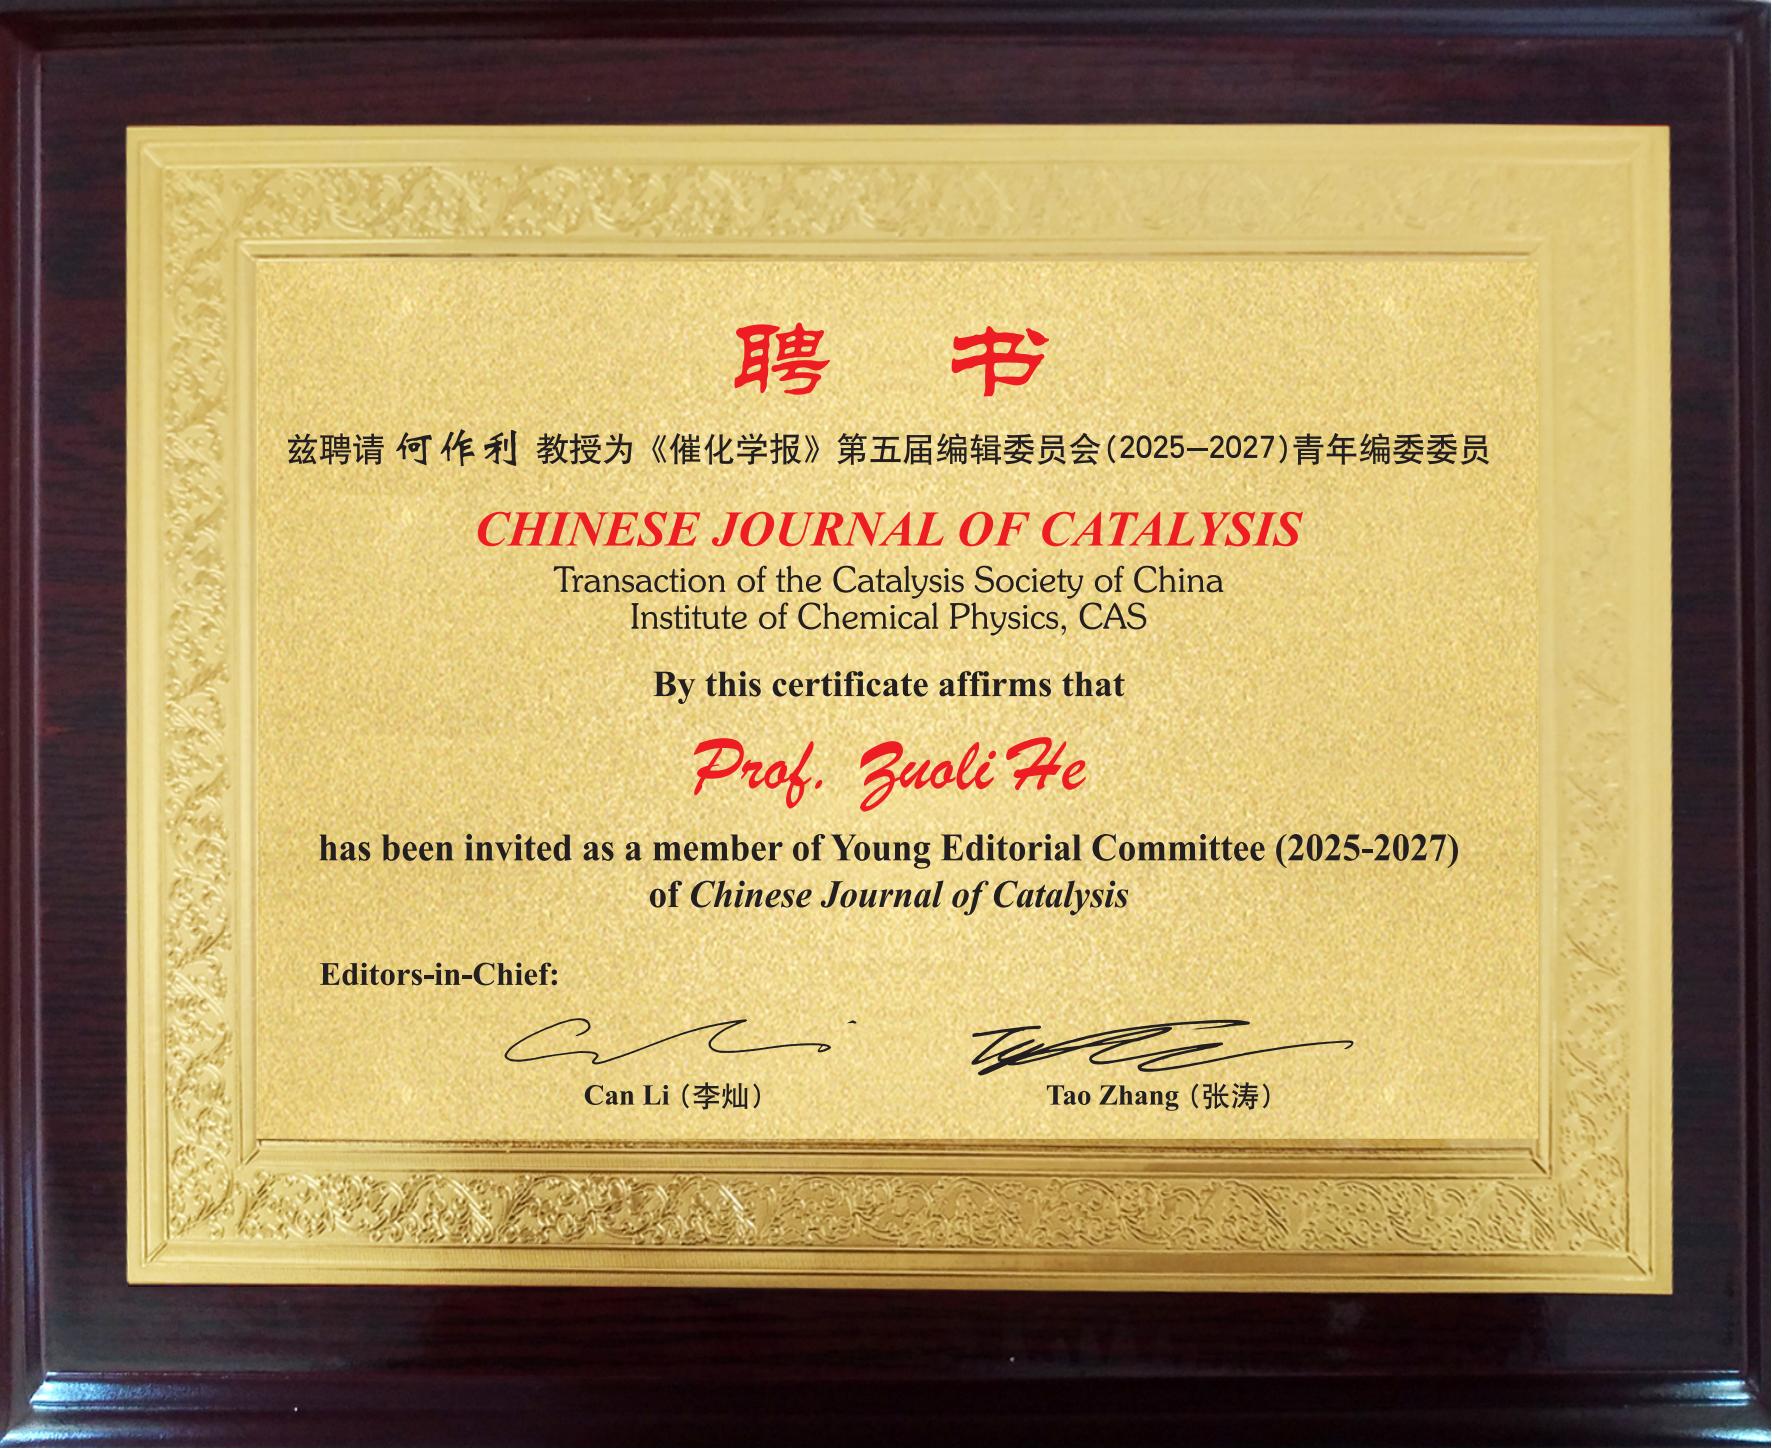 聘 书
兹聘请 何作利 教授为《催化学报》第五届编辑委员会(2025—2027)青年编委委员
CHINESE JOURNAL OF CATALYSIS
Transaction of the Catalysis Society of China
Institute of Chemical Physics, CAS
By this certificate affirms that
Prof. Zuoli He
has been invited as a member of Young Editorial Committee (2025-2027)
of Chinese Journal of Catalysis
Editors-in-Chief:
Can Li (李灿)
Tao Zhang (张涛)